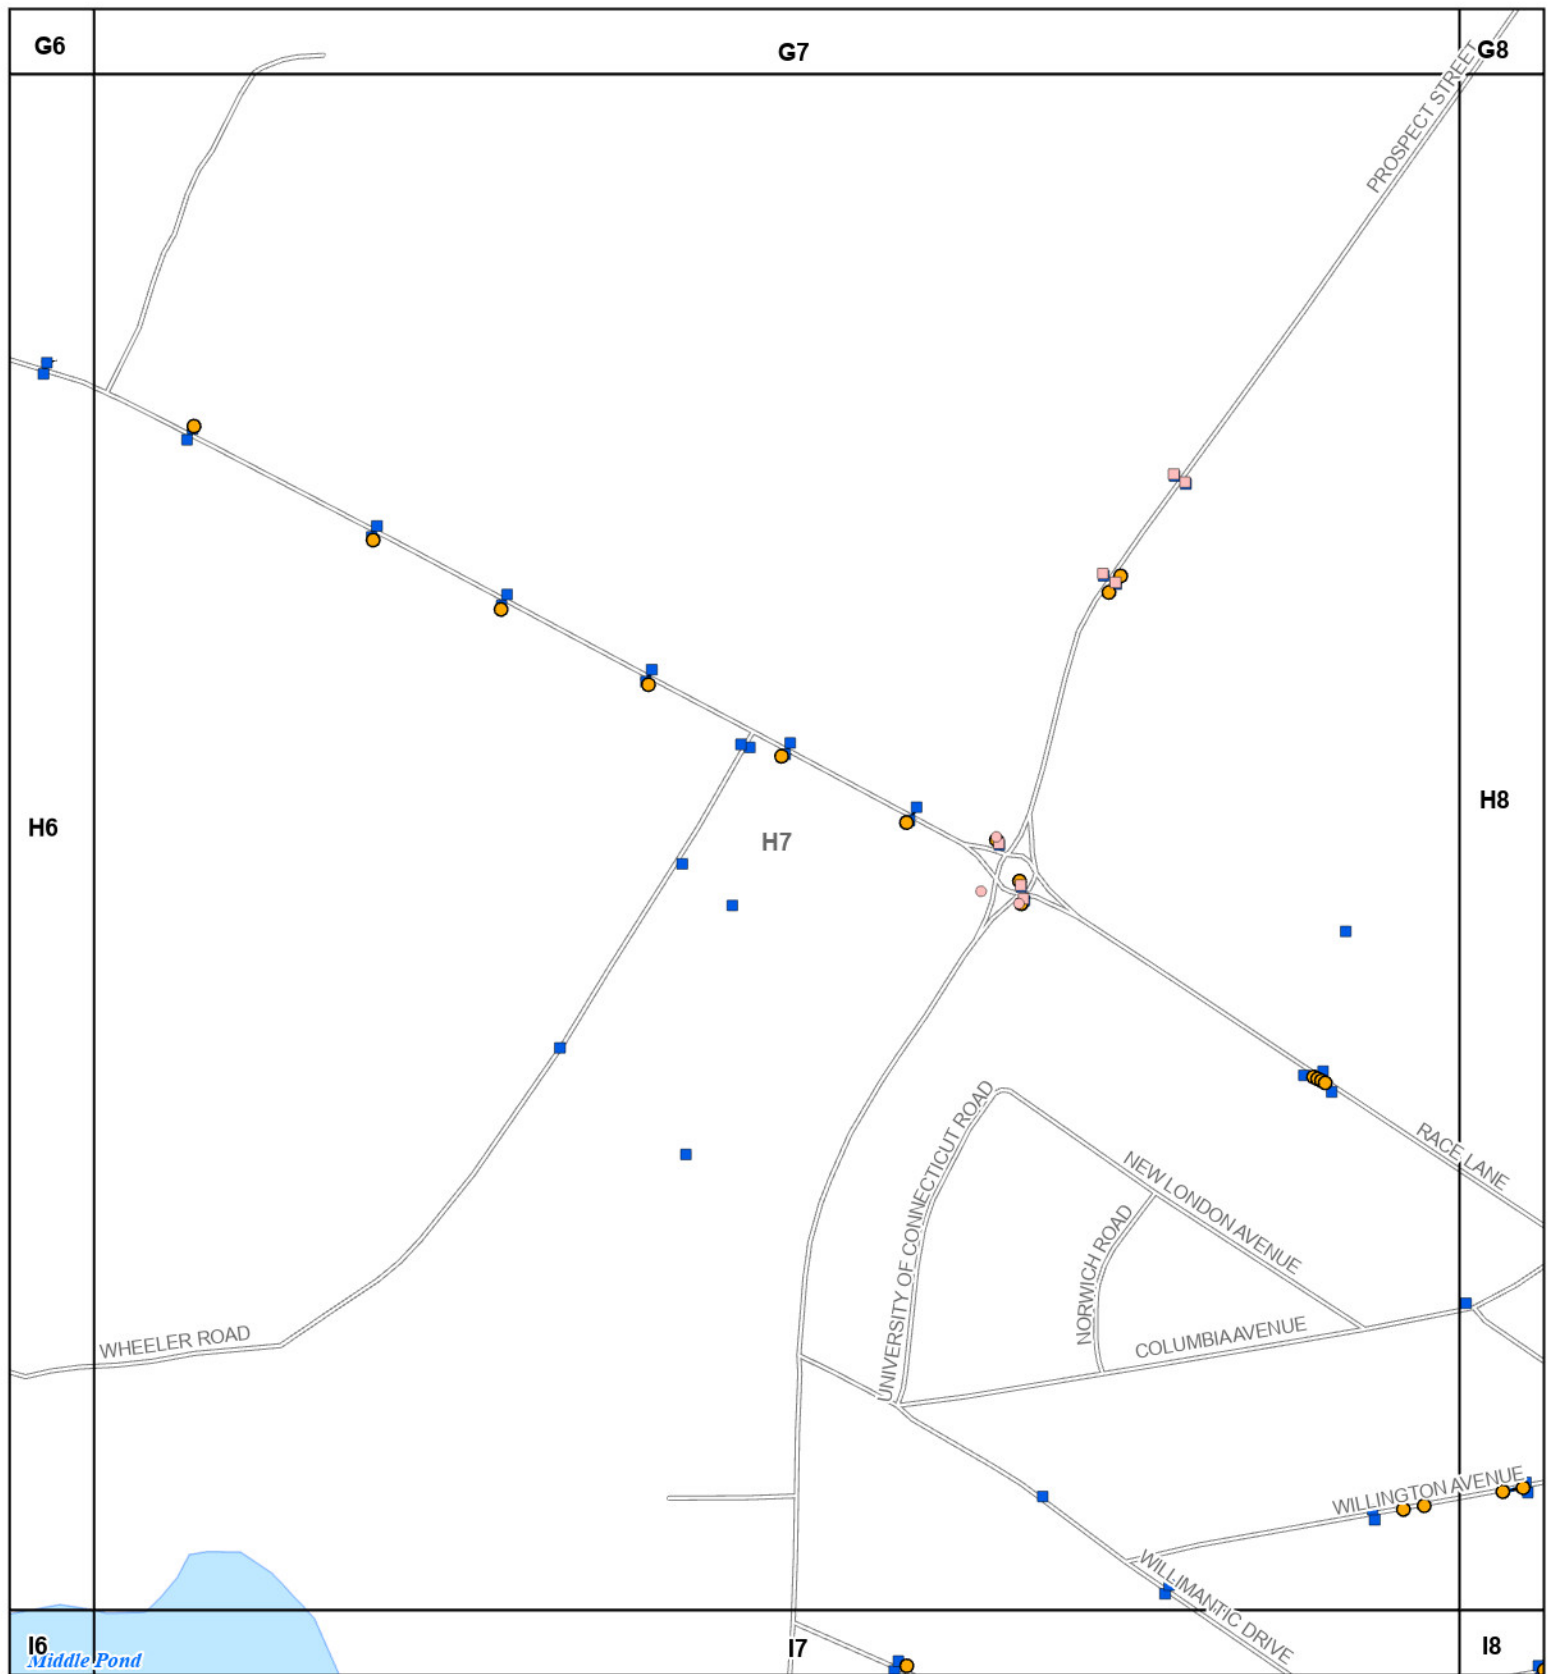 G6
G7
G8
PROSPECT STREET
H6
H7
H8
RACE LANE
UNIVERSITY OF CONNECTICUT ROAD
NEW LONDON AVENUE
NORWICH ROAD
COLUMBIA AVENUE
WHEELER ROAD
WILLINGTON AVENUE
WILLIMANTIC DRIVE
I6
I7
I8
Middle Pond